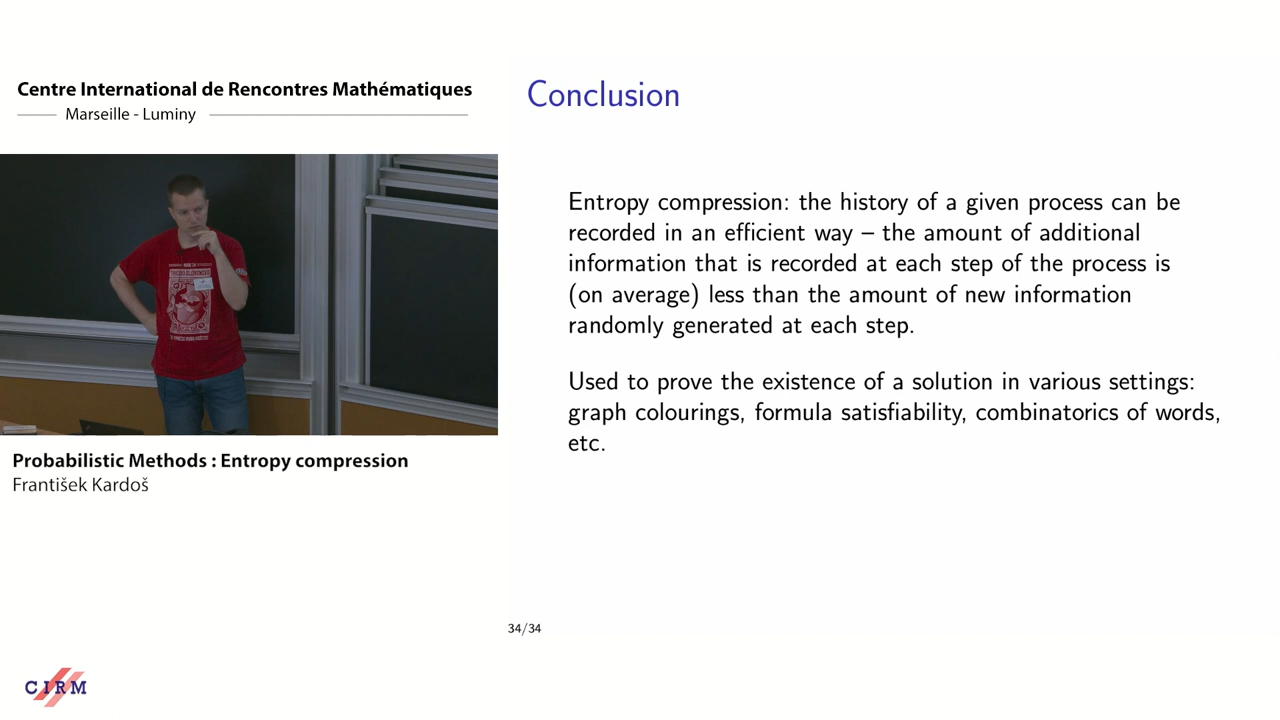 Centre International de Rencontres Mathématiques
Marseille - Luminy
Probabilistic Methods : Entropy compression
František Kardoš
CIRM
Conclusion
Entropy compression: the history of a given process can be
recorded in an efficient way – the amount of additional
information that is recorded at each step of the process is
(on average) less than the amount of new information
randomly generated at each step.
Used to prove the existence of a solution in various settings:
graph colourings, formula satisfiability, combinatorics of words,
etc.
34/34